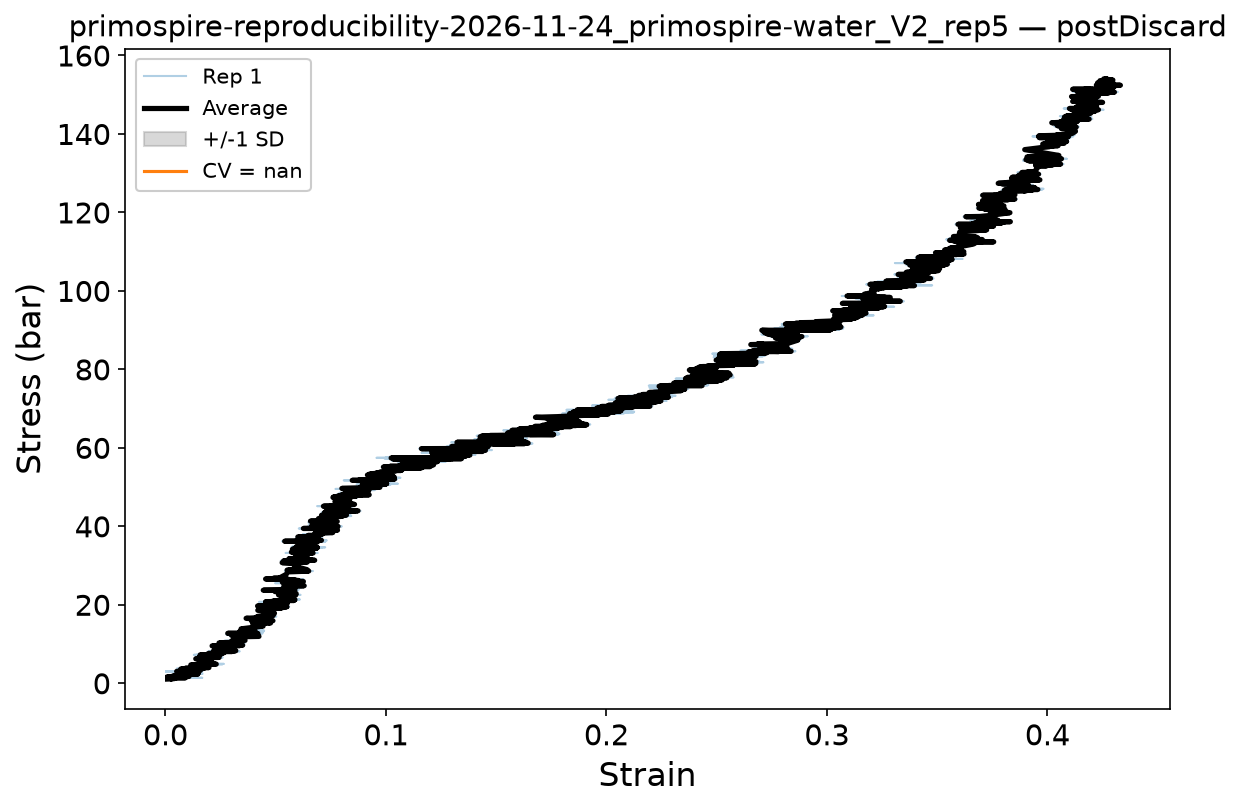 primospire-reproducibility-2026-11-24_primospire-water_V2_rep5 — postDiscard
Rep 1
Average
+/-1 SD
CV = nan
160
140
120
100
80
60
40
20
0
Stress (bar)
0.0 0.1 0.2 0.3 0.4
Strain